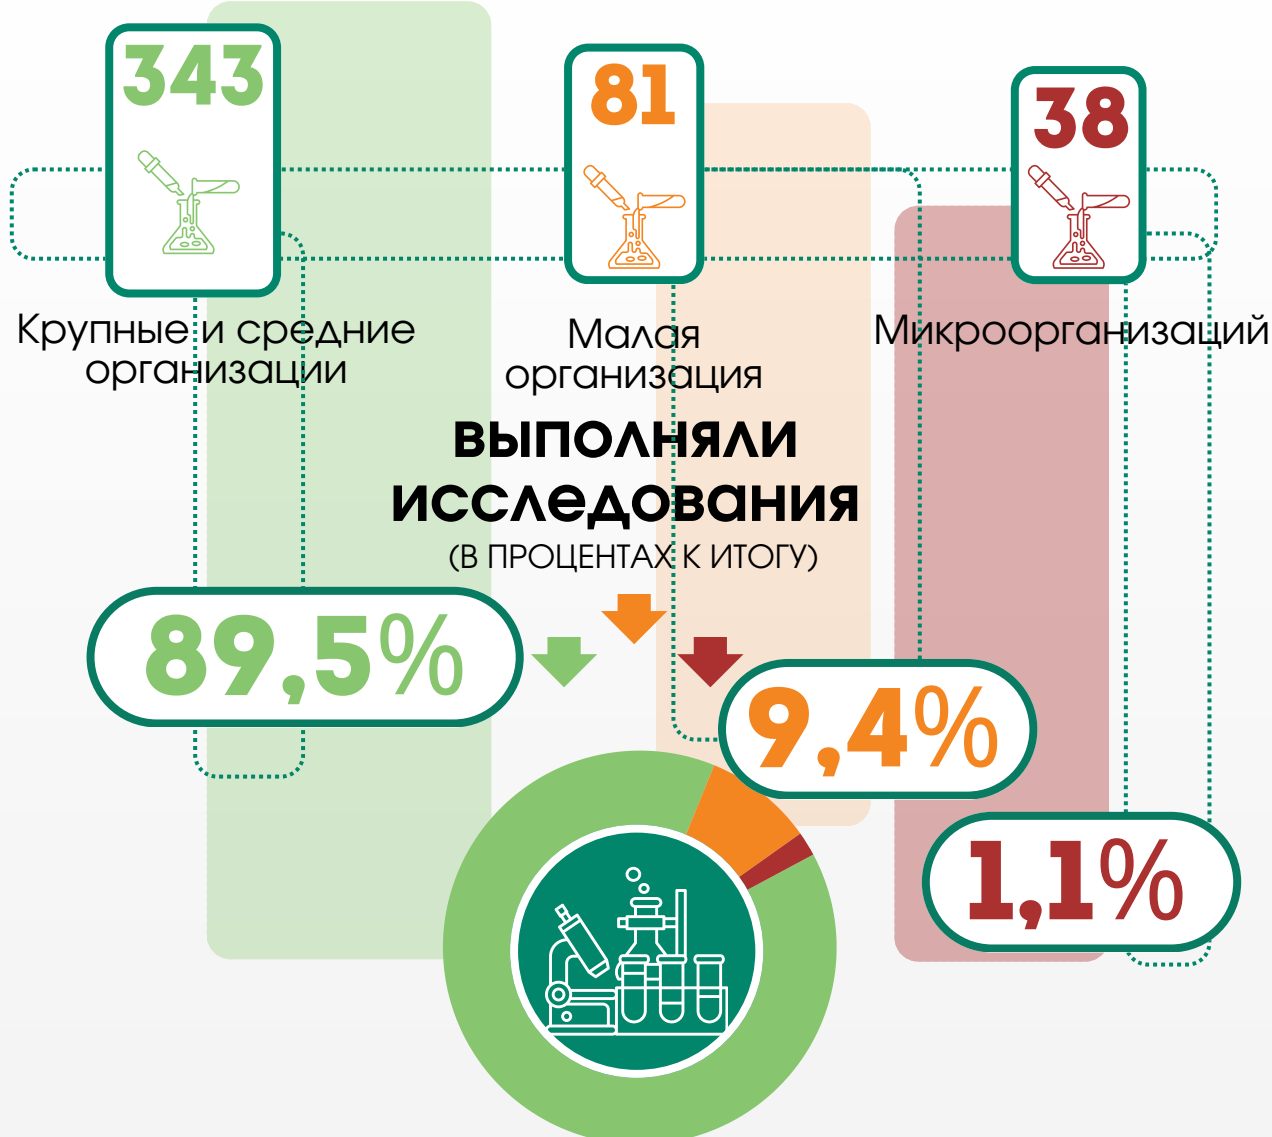 343
81
38
Крупные и средние
организации
Малая
организация
Микроорганизаций
ВЫПОЛНЯЛИ
ИССЛЕДОВАНИЯ
(В ПРОЦЕНТАХ К ИТОГУ)
89,5%
9,4%
1,1%